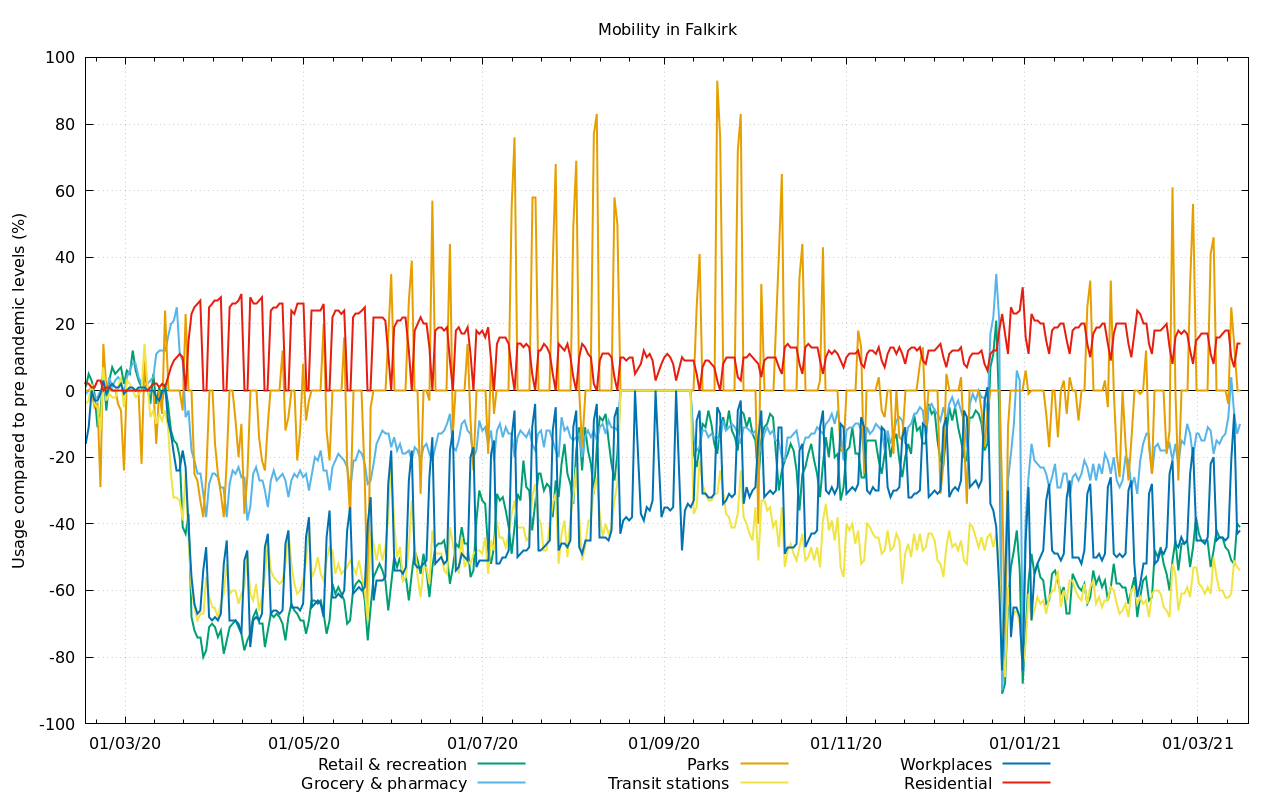 Mobility in Falkirk
Usage compared to pre pandemic levels (%)
100
80
60
40
20
0
-20
-40
-60
-80
-100
01/03/20 01/05/20 01/07/20 01/09/20 01/11/20 01/01/21 01/03/21
Retail & recreation Parks Workplaces
Grocery & pharmacy Transit stations Residential